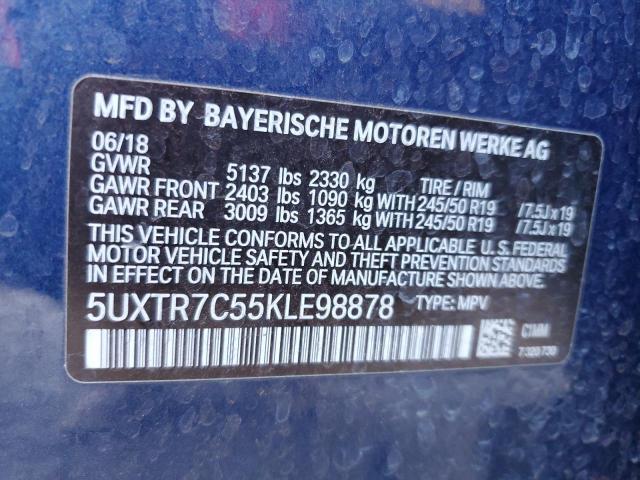 MFD BY BAYERISCHE MOTOREN WERKE AG
06/18
GVWR 5137 lbs 2330 kg TIRE / RIM
GAWR FRONT 2403 lbs 1090 kg WITH 245/50 R19 /7.5J x 19
GAWR REAR 3009 lbs 1365 kg WITH 245/50 R19 /7.5J x 19
THIS VEHICLE CONFORMS TO ALL APPLICABLE U.S. FEDERAL
MOTOR VEHICLE SAFETY AND THEFT PREVENTION STANDARDS
IN EFFECT ON THE DATE OF MANUFACTURE SHOWN ABOVE.
5UXTR7C55KLE98878 TYPE: MPV
C1MM
7 320 730